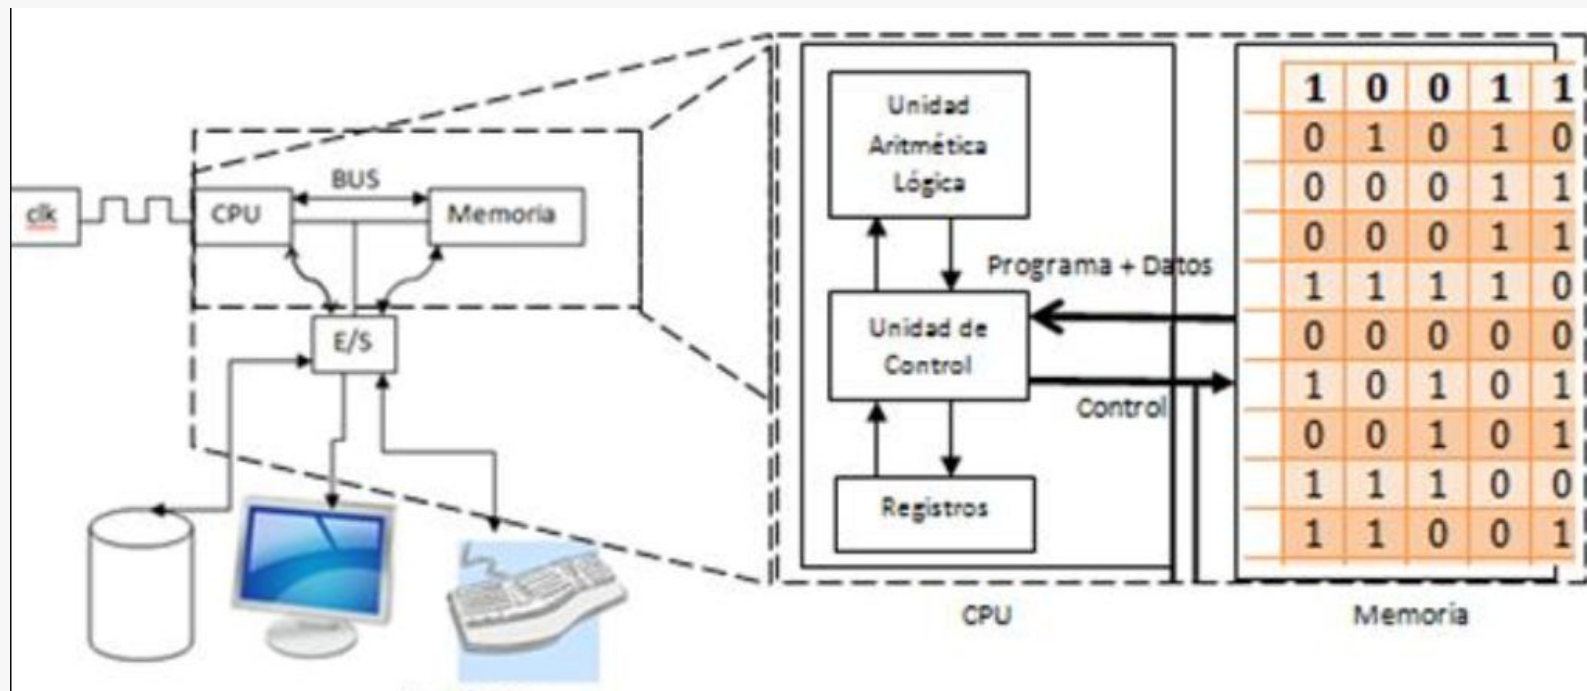 clk
CPU
BUS
Memoria
E/S
Unidad
Aritmética
Lógica
Programa + Datos
Unidad de
Control
Control
Registros
CPU
1 0 0 1 1
0 1 0 1 0
0 0 0 1 1
0 0 0 1 1
1 1 1 1 0
0 0 0 0 0
1 0 1 0 1
0 0 1 0 1
1 1 1 0 0
1 1 0 0 1
Memoria